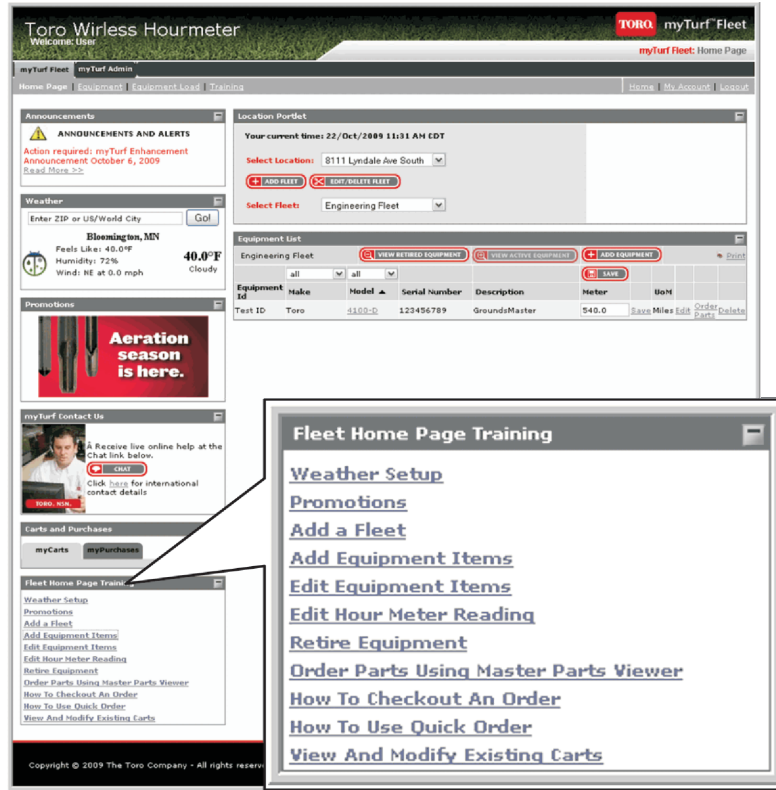 Toro Wirless Hourmeter
Welcome: User
TORO. myTurf™Fleet
myTurf Fleet: Home Page
myTurf Fleet myTurf Admin
Home Page | Equipment | Equipment Load | Training
Home | My Account | Logout
Announcements
ANNOUNCEMENTS AND ALERTS
Action required: myTurf Enhancement
Announcement October 6, 2009
Read More >>
Weather
Enter ZIP or US/World City Go!
Bloomington, MN
Feels Like: 40.0°F
Humidity: 72%
Wind: NE at 0.0 mph
40.0°F
Cloudy
Promotions
Aeration
season
is here.
myTurf Contact Us
Â Receive live online help at the
Chat link below.
CHAT
Click here for international
contact details
TORO. NSN.
Carts and Purchases
myCarts myPurchases
Fleet Home Page Training
Weather Setup
Promotions
Add a Fleet
Add Equipment Items
Edit Equipment Items
Edit Hour Meter Reading
Retire Equipment
Order Parts Using Master Parts Viewer
How To Checkout An Order
How To Use Quick Order
View And Modify Existing Carts
Location Portlet
Your current time: 22/Oct/2009 11:31 AM CDT
Select Location: 8111 Lyndale Ave South
ADD FLEET EDIT/DELETE FLEET
Select Fleet: Engineering Fleet
Equipment List
Engineering Fleet VIEW RETIRED EQUIPMENT VIEW ACTIVE EQUIPMENT ADD EQUIPMENT Print
all all SAVE
Equipment Id Make Model Serial Number Description Meter UoM
Test ID Toro 4100-D 123456789 GroundsMaster 540.0 Save Miles Edit Order Parts Delete
Fleet Home Page Training
Weather Setup
Promotions
Add a Fleet
Add Equipment Items
Edit Equipment Items
Edit Hour Meter Reading
Retire Equipment
Order Parts Using Master Parts Viewer
How To Checkout An Order
How To Use Quick Order
View And Modify Existing Carts
Copyright © 2009 The Toro Company - All rights